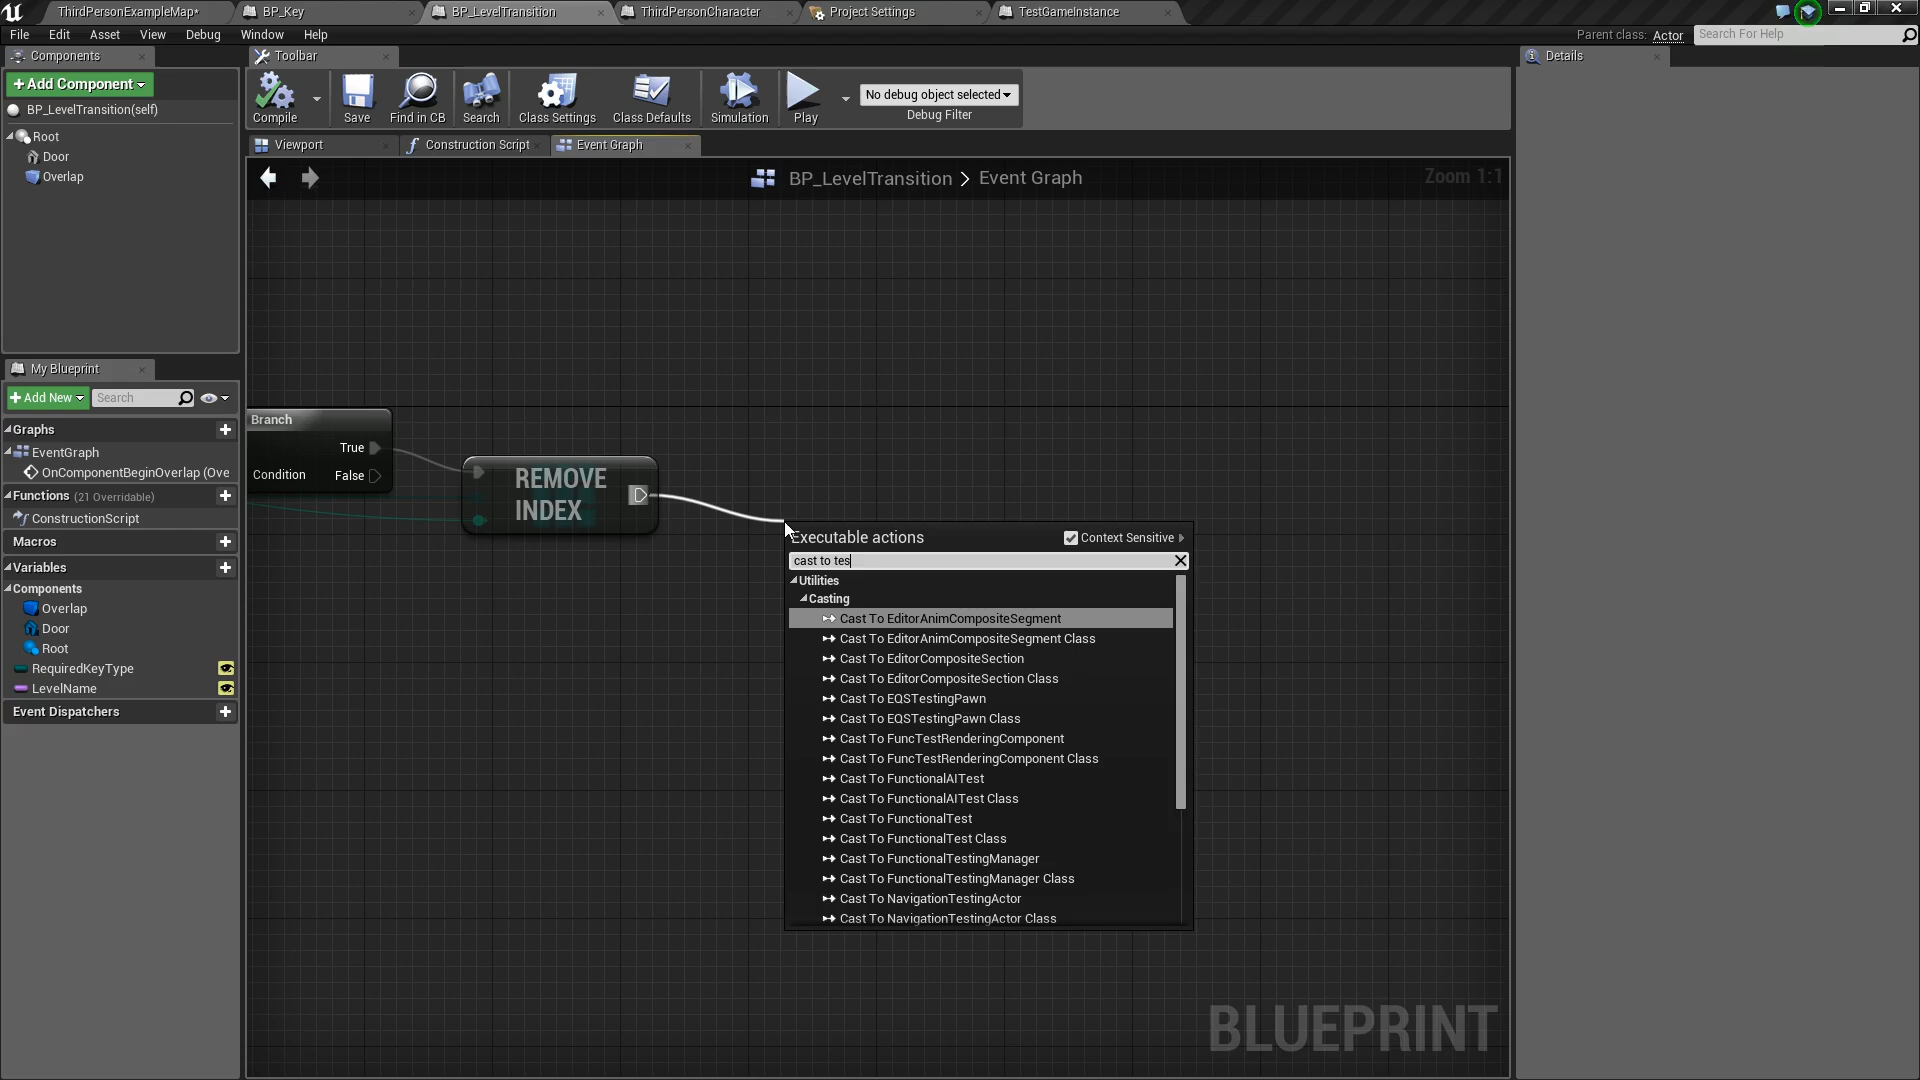 ThirdPersonExampleMap*
BP_Key
BP_LevelTransition
ThirdPersonCharacter
Project Settings
TestGameInstance
File Edit Asset View Debug Window Help
Parent class: Actor
Search For Help
Components
Toolbar
Details
+Add Component
BP_LevelTransition(self)
Root
Door
Overlap
Compile
Save
Find in CB
Search
Class Settings
Class Defaults
Simulation
Play
No debug object selected
Debug Filter
Viewport
Construction Script
Event Graph
BP_LevelTransition > Event Graph
Zoom 1:1
My Blueprint
+Add New
Search
Graphs
EventGraph
OnComponentBeginOverlap (Ove
Functions (21 Overridable)
ConstructionScript
Macros
Variables
Components
Overlap
Door
Root
RequiredKeyType
LevelName
Event Dispatchers
Branch
True
Condition
False
REMOVE
INDEX
Executable actions
Context Sensitive
cast to tes
Utilities
Casting
Cast To EditorAnimCompositeSegment
Cast To EditorAnimCompositeSegment Class
Cast To EditorCompositeSection
Cast To EditorCompositeSection Class
Cast To EQSTestingPawn
Cast To EQSTestingPawn Class
Cast To FuncTestRenderingComponent
Cast To FuncTestRenderingComponent Class
Cast To FunctionalAITest
Cast To FunctionalAITest Class
Cast To FunctionalTest
Cast To FunctionalTest Class
Cast To FunctionalTestingManager
Cast To FunctionalTestingManager Class
Cast To NavigationTestingActor
Cast To NavigationTestingActor Class
BLUEPRINT